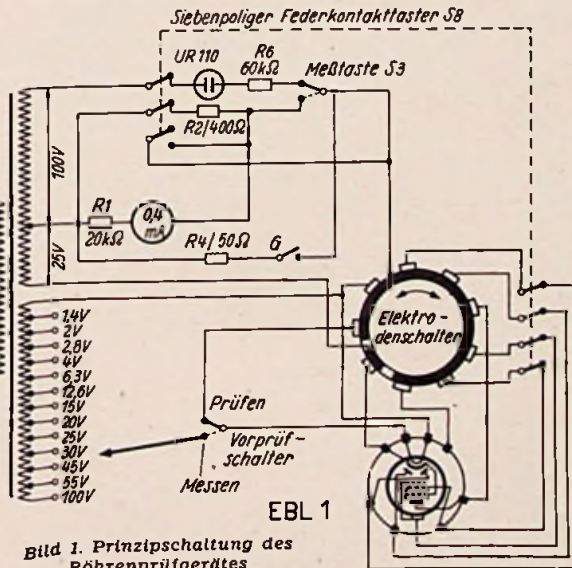 Siebenpoliger Federkontakttaster S8
UR 110
R6
60kΩ
Meßtaste S3
R2/400Ω
100V
R1
20kΩ
0,4
mA
R4/50Ω
G
25V
Elektro-
denschalter
1,4V
2V
2,8V
4V
6,3V
12,6V
15V
20V
25V
30V
45V
55V
100V
Prüfen
Vorprüf-
schalter
Messen
EBL 1
Bild 1. Prinzipschaltung des
Röhrenprüfgerätes